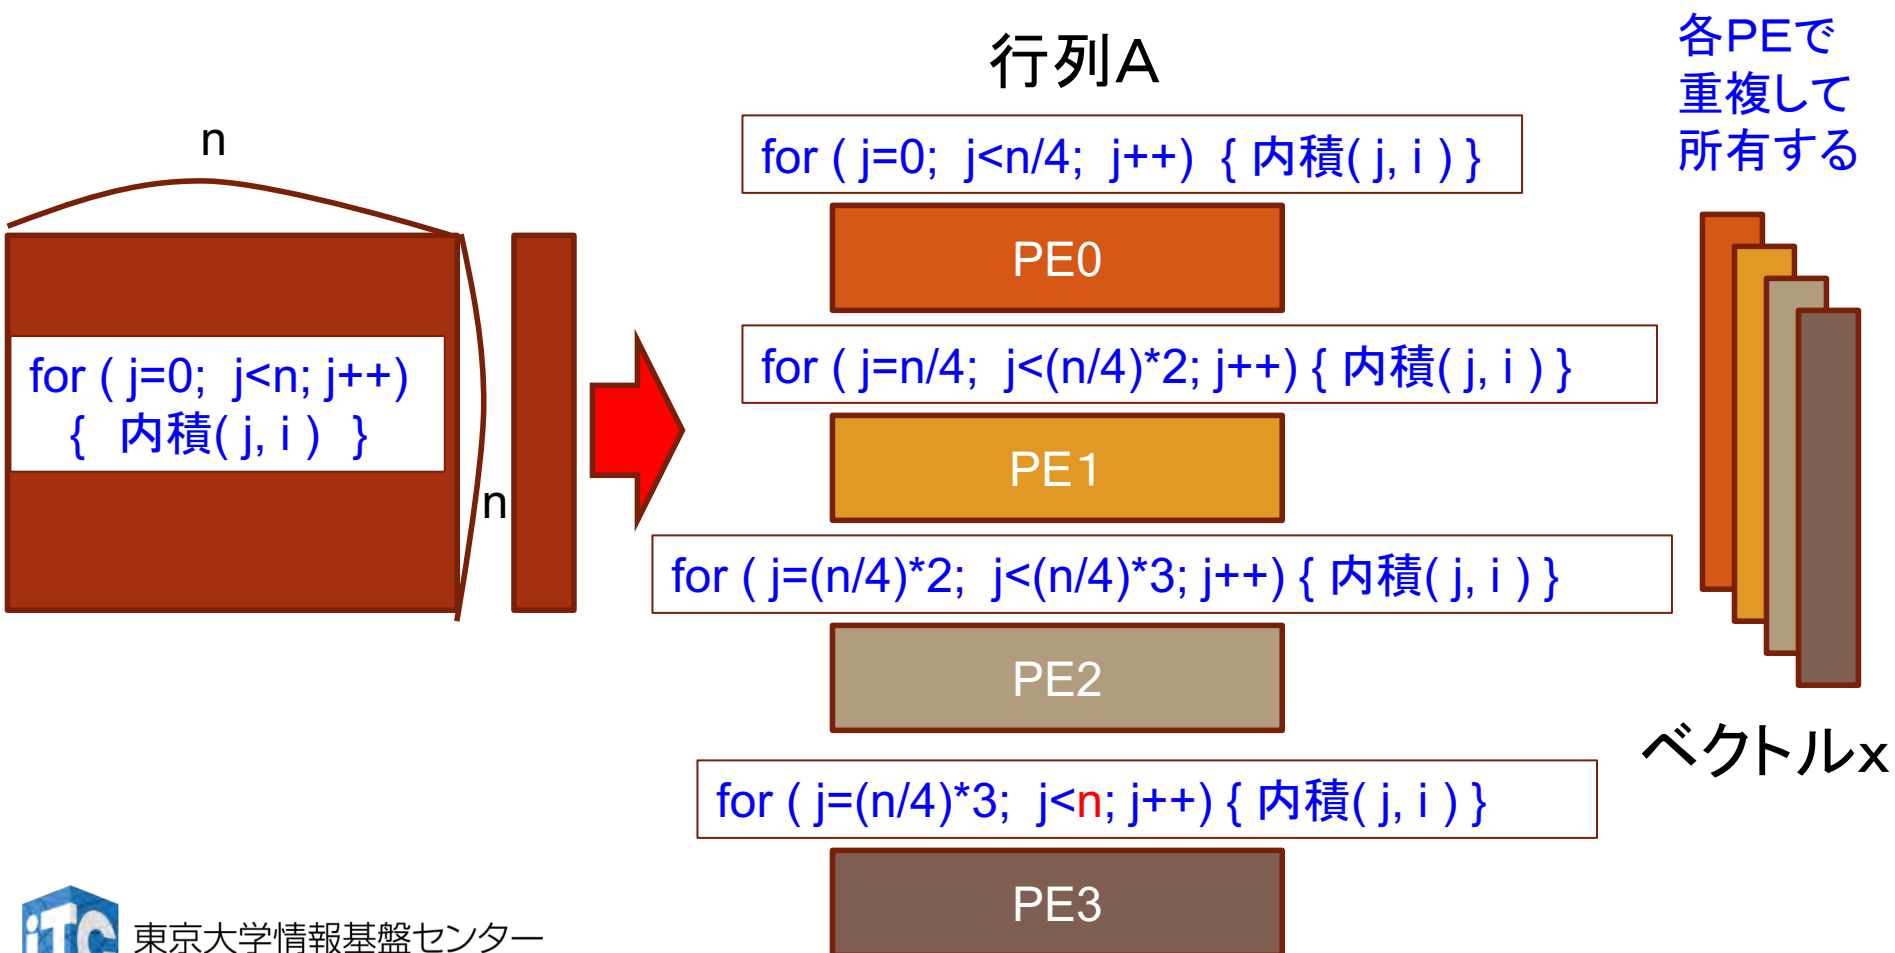 行列A
各PEで
重複して
所有する
n
for ( j=0; j<n/4; j++) { 内積( j, i ) }
PE0
for ( j=0; j<n; j++)
{ 内積( j, i ) }
n
for ( j=n/4; j<(n/4)*2; j++) { 内積( j, i ) }
PE1
for ( j=(n/4)*2; j<(n/4)*3; j++) { 内積( j, i ) }
PE2
ベクトルx
for ( j=(n/4)*3; j<n; j++) { 内積( j, i ) }
PE3
iTC
東京大学情報基盤センター